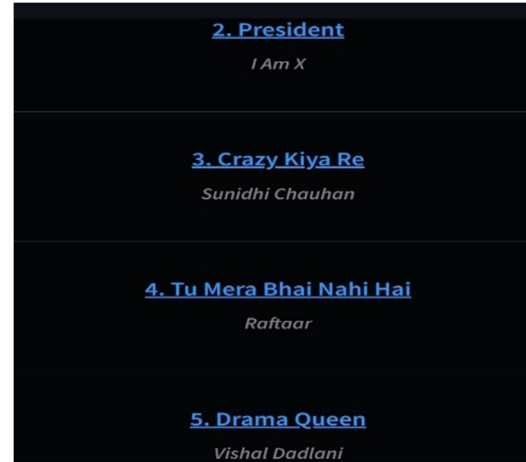 2. President
I Am X
3. Crazy Kiya Re
Sunidhi Chauhan
4. Tu Mera Bhai Nahi Hai
Raftaar
5. Drama Queen
Vishal Dadlani